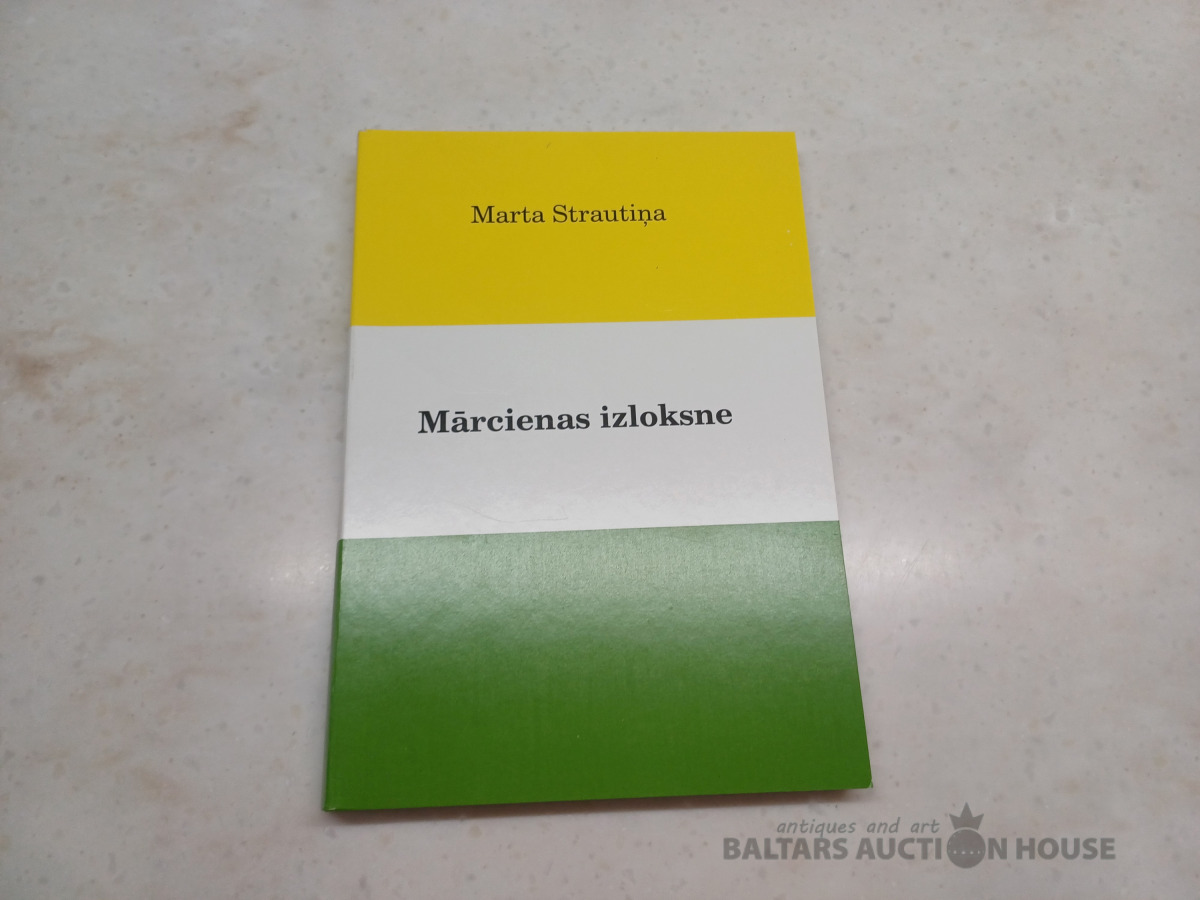 Marta Strautiņa
Mārcienas izloksne
antiques and art
BALTARS AUCTION HOUSE